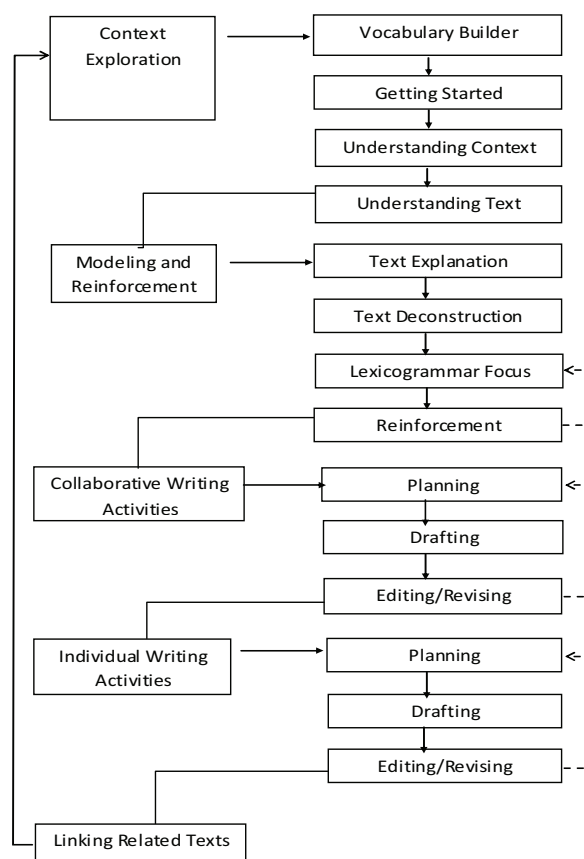 Context
Exploration
Vocabulary Builder
Getting Started
Understanding Context
Understanding Text
Modeling and
Reinforcement
Text Explanation
Text Deconstruction
Lexicogrammar Focus
Reinforcement
Collaborative Writing
Activities
Planning
Drafting
Editing/Revising
Individual Writing
Activities
Planning
Drafting
Editing/Revising
Linking Related Texts